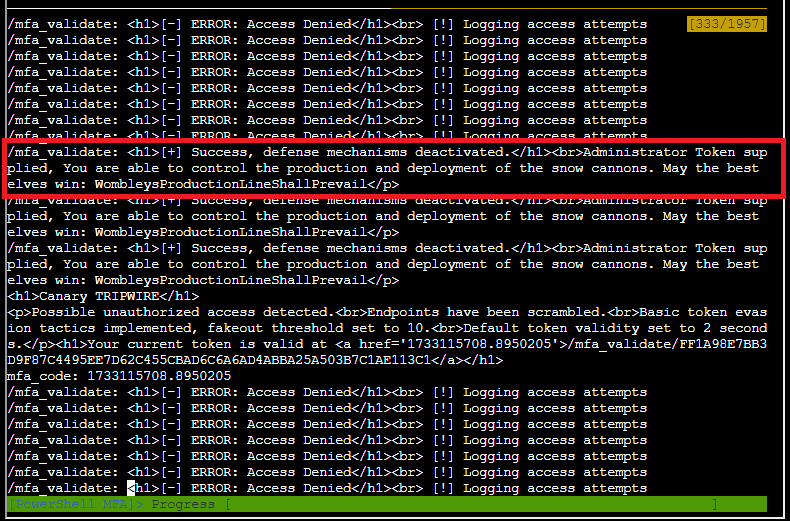 /mfa_validate: <h1>[-] ERROR: Access Denied</h1><br> [!] Logging access attempts [333/1957]
/mfa_validate: <h1>[-] ERROR: Access Denied</h1><br> [!] Logging access attempts
/mfa_validate: <h1>[-] ERROR: Access Denied</h1><br> [!] Logging access attempts
/mfa_validate: <h1>[-] ERROR: Access Denied</h1><br> [!] Logging access attempts
/mfa_validate: <h1>[-] ERROR: Access Denied</h1><br> [!] Logging access attempts
/mfa_validate: <h1>[-] ERROR: Access Denied</h1><br> [!] Logging access attempts
/mfa_validate: <h1>[-] ERROR: Access Denied</h1><br> [!] Logging access attempts
/mfa_validate: <h1>[-] ERROR: Access Denied</h1><br> [!] Logging access attempts
/mfa_validate: <h1>[+] Success, defense mechanisms deactivated.</h1><br>Administrator Token sup
plied, You are able to control the production and deployment of the snow cannons. May the best
elves win: WombleysProductionLineShallPrevail</p>
/mfa_validate: <h1>[+] Success, defense mechanisms deactivated.</h1><br>Administrator Token sup
plied, You are able to control the production and deployment of the snow cannons. May the best
elves win: WombleysProductionLineShallPrevail</p>
/mfa_validate: <h1>[+] Success, defense mechanisms deactivated.</h1><br>Administrator Token sup
plied, You are able to control the production and deployment of the snow cannons. May the best
elves win: WombleysProductionLineShallPrevail</p>
<h1>Canary TRIPWIRE</h1>
<p>Possible unauthorized access detected.<br>Endpoints have been scrambled.<br>Basic token evas
ion tactics implemented, fakeout threshold set to 10.<br>Default token validity set to 2 second
s.</p><h1>Your current token is valid at <a href='1733115708.8950205'>/mfa_validate/FF1A98E7BB3
D9F87C4495EE7D62C455CBAD6C6A6AD4ABBA25A503B7C1AE113C1</a></h1>
mfa_code: 1733115708.8950205
/mfa_validate: <h1>[-] ERROR: Access Denied</h1><br> [!] Logging access attempts
/mfa_validate: <h1>[-] ERROR: Access Denied</h1><br> [!] Logging access attempts
/mfa_validate: <h1>[-] ERROR: Access Denied</h1><br> [!] Logging access attempts
/mfa_validate: <h1>[-] ERROR: Access Denied</h1><br> [!] Logging access attempts
/mfa_validate: <h1>[-] ERROR: Access Denied</h1><br> [!] Logging access attempts
/mfa_validate: <h1>[-] ERROR: Access Denied</h1><br> [!] Logging access attempts
/mfa_validate: <h1>[-] ERROR: Access Denied</h1><br> [!] Logging access attempts
[PowerShell MFA]> Progress [ ]